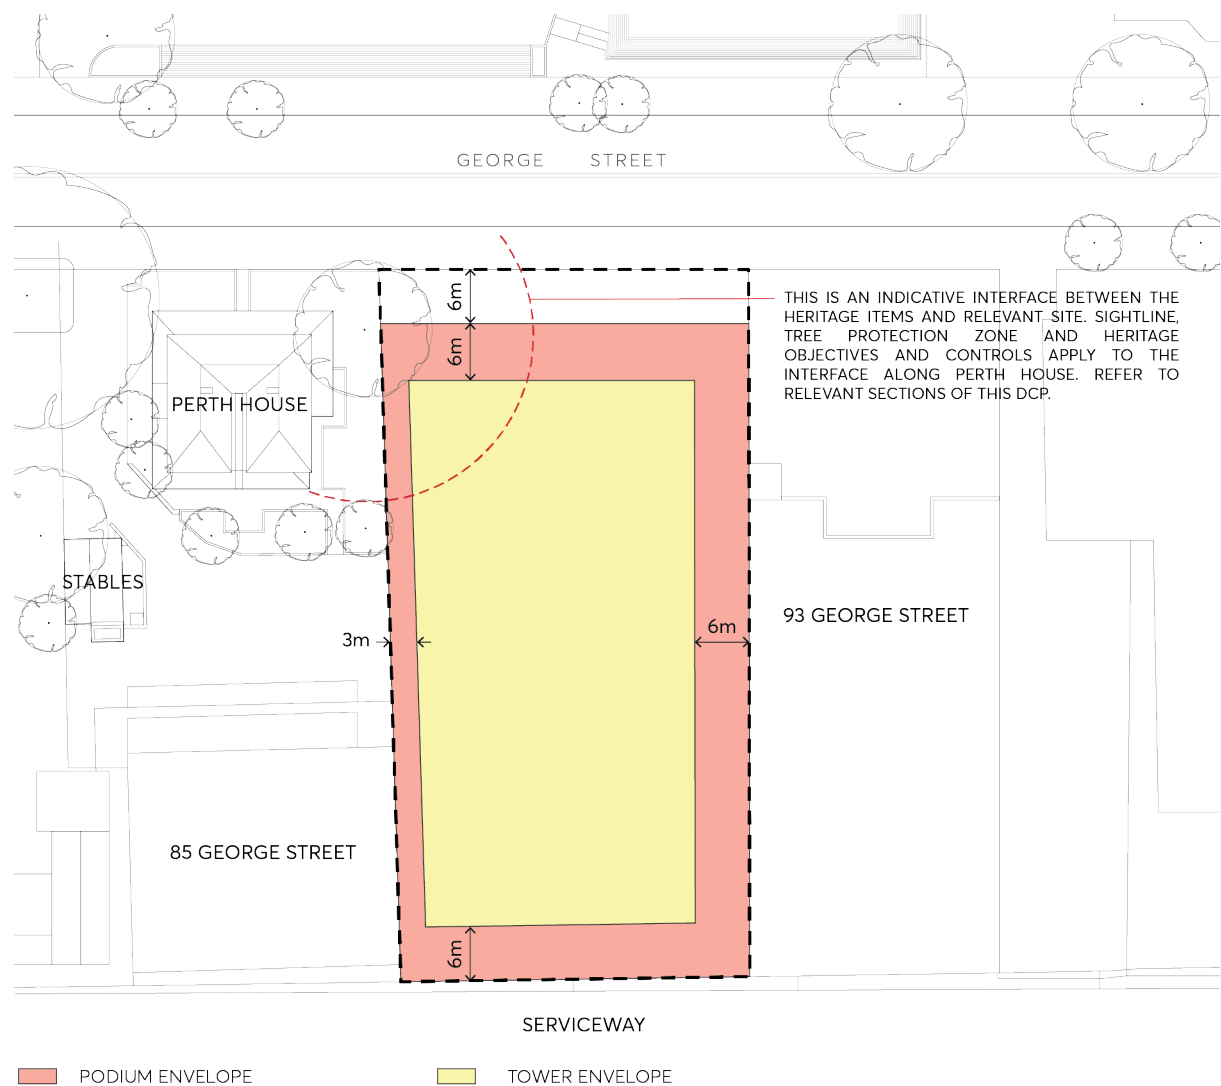 GEORGE STREET
6m
THIS IS AN INDICATIVE INTERFACE BETWEEN THE
HERITAGE ITEMS AND RELEVANT SITE. SIGHTLINE,
TREE PROTECTION ZONE AND HERITAGE
OBJECTIVES AND CONTROLS APPLY TO THE
INTERFACE ALONG PERTH HOUSE. REFER TO
RELEVANT SECTIONS OF THIS DCP.
6m
PERTH HOUSE
STABLES
93 GEORGE STREET
3m
6m
85 GEORGE STREET
6m
SERVICEWAY
PODIUM ENVELOPE
TOWER ENVELOPE